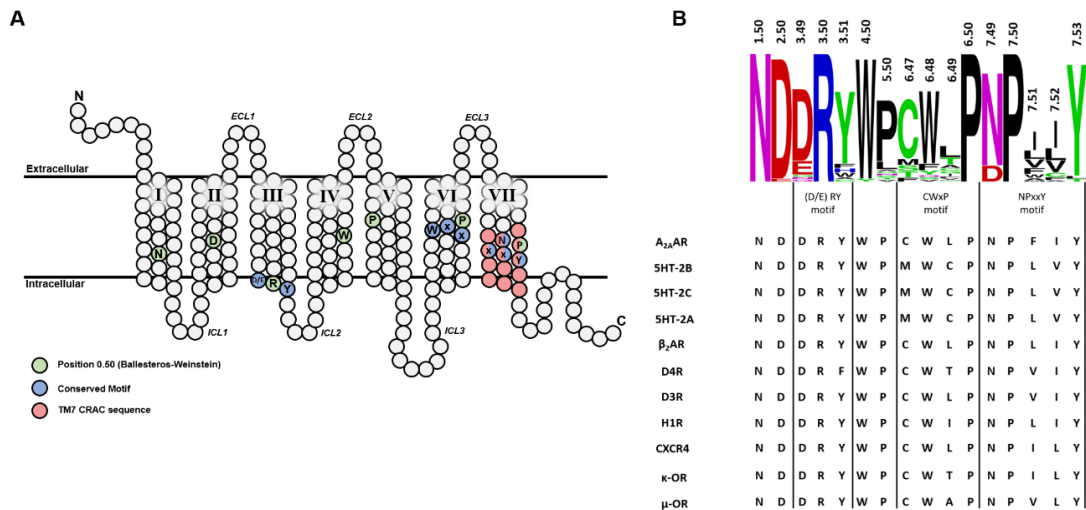 A
B
N
ECL1
ECL2
ECL3
Extracellular
I
II
III
IV
V
VI
VII
N
D
D/E
R
Y
W
P
W
x
P
x
N
P
x
x
Y
Intracellular
ICL1
ICL2
ICL3
C
Position 0.50 (Ballesteros-Weinstein)
Conserved Motif
TM7 CRAC sequence
1.50 2.50 3.49 3.50 3.51 4.50 5.50 6.47 6.48 6.49 6.50 7.49 7.50 7.51 7.52 7.53
N D D R Y W P C W L P N P I I Y
E
D
(D/E) RY
motif
CWxP
motif
NPxxY
motif
A2AAR N D D R Y W P C W L P N P F I Y
5HT-2B N D D R Y W P M W C P N P L V Y
5HT-2C N D D R Y W P M W C P N P L V Y
5HT-2A N D D R Y W P M W C P N P L V Y
β2AR N D D R Y W P C W L P N P L I Y
D4R N D D R F W P C W T P N P V I Y
D3R N D D R Y W P C W L P N P V I Y
H1R N D D R Y W P C W I P N P L I Y
CXCR4 N D D R Y W P C W L P N P I L Y
κ-OR N D D R Y W P C W T P N P I L Y
μ-OR N D D R Y W P C W A P N P V L Y